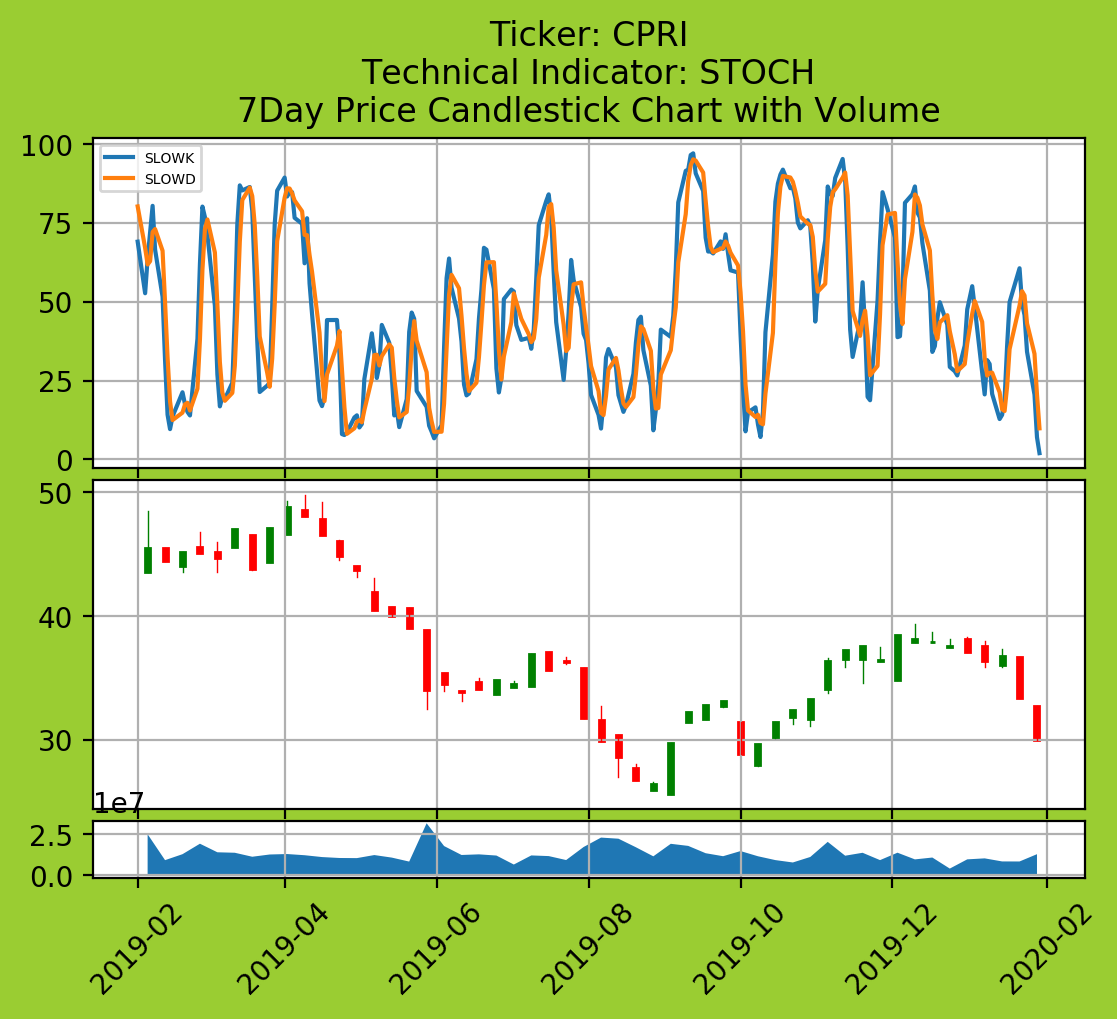 Ticker: CPRI
Technical Indicator: STOCH
7Day Price Candlestick Chart with Volume
100
75
50
25
0
SLOWK
SLOWD
50
40
30
1e7
2.5
0.0
2019-02
2019-04
2019-06
2019-08
2019-10
2019-12
2020-02